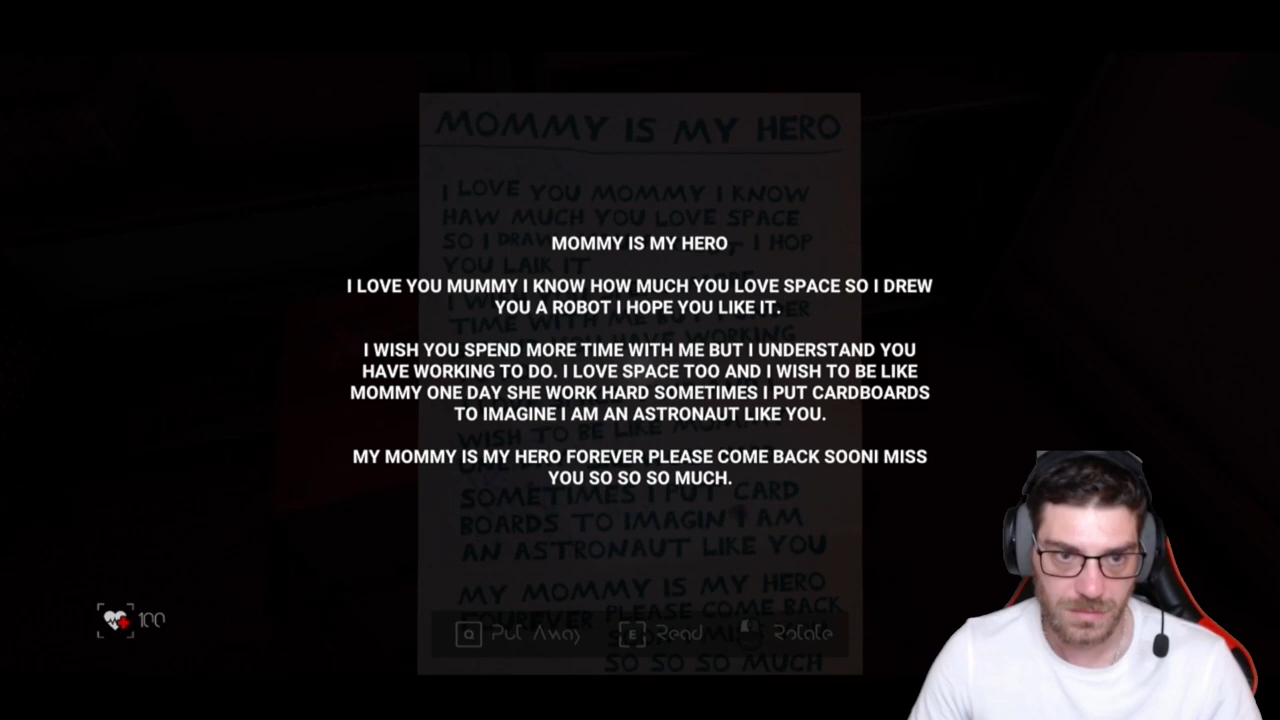 MOMMY IS MY HERO
I LOVE YOU MOMMY I KNOW
HAW MUCH YOU LOVE SPACE
SO I DRAW
I HOP
YOU LAIK IT
MOMMY IS MY HERO
I LOVE YOU MUMMY I KNOW HOW MUCH YOU LOVE SPACE SO I DREW
YOU A ROBOT I HOPE YOU LIKE IT.
I WISH YOU SPEND MORE TIME WITH ME BUT I UNDERSTAND YOU
HAVE WORKING TO DO. I LOVE SPACE TOO AND I WISH TO BE LIKE
MOMMY ONE DAY SHE WORK HARD SOMETIMES I PUT CARDBOARDS
TO IMAGINE I AM AN ASTRONAUT LIKE YOU.
MY MOMMY IS MY HERO FOREVER PLEASE COME BACK SOONI MISS
YOU SO SO SO MUCH.
WISH TO BE LIKE MOMMY
SOMETIMES I PUT CARD
BOARDS TO IMAGIN I AM
AN ASTRONAUT LIKE YOU
MY MOMMY IS MY HERO
FOUREVER PLEASE COME BACK
SO SO SO MUCH
Q Put Away E Read Rotate
100